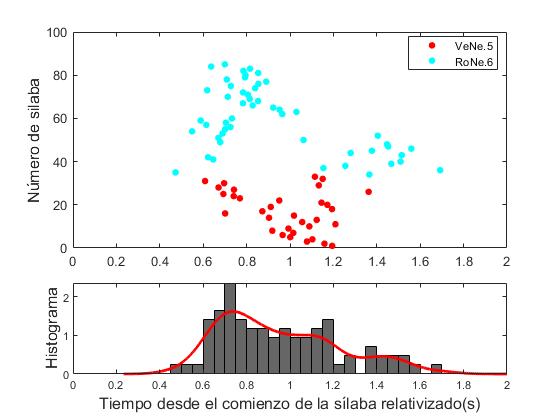 100
80
60
40
20
0
Número de silaba
VeNe.5
RoNe.6
0 0.2 0.4 0.6 0.8 1 1.2 1.4 1.6 1.8 2
2
1
0
Histograma
0 0.2 0.4 0.6 0.8 1 1.2 1.4 1.6 1.8 2
Tiempo desde el comienzo de la sílaba relativizado(s)